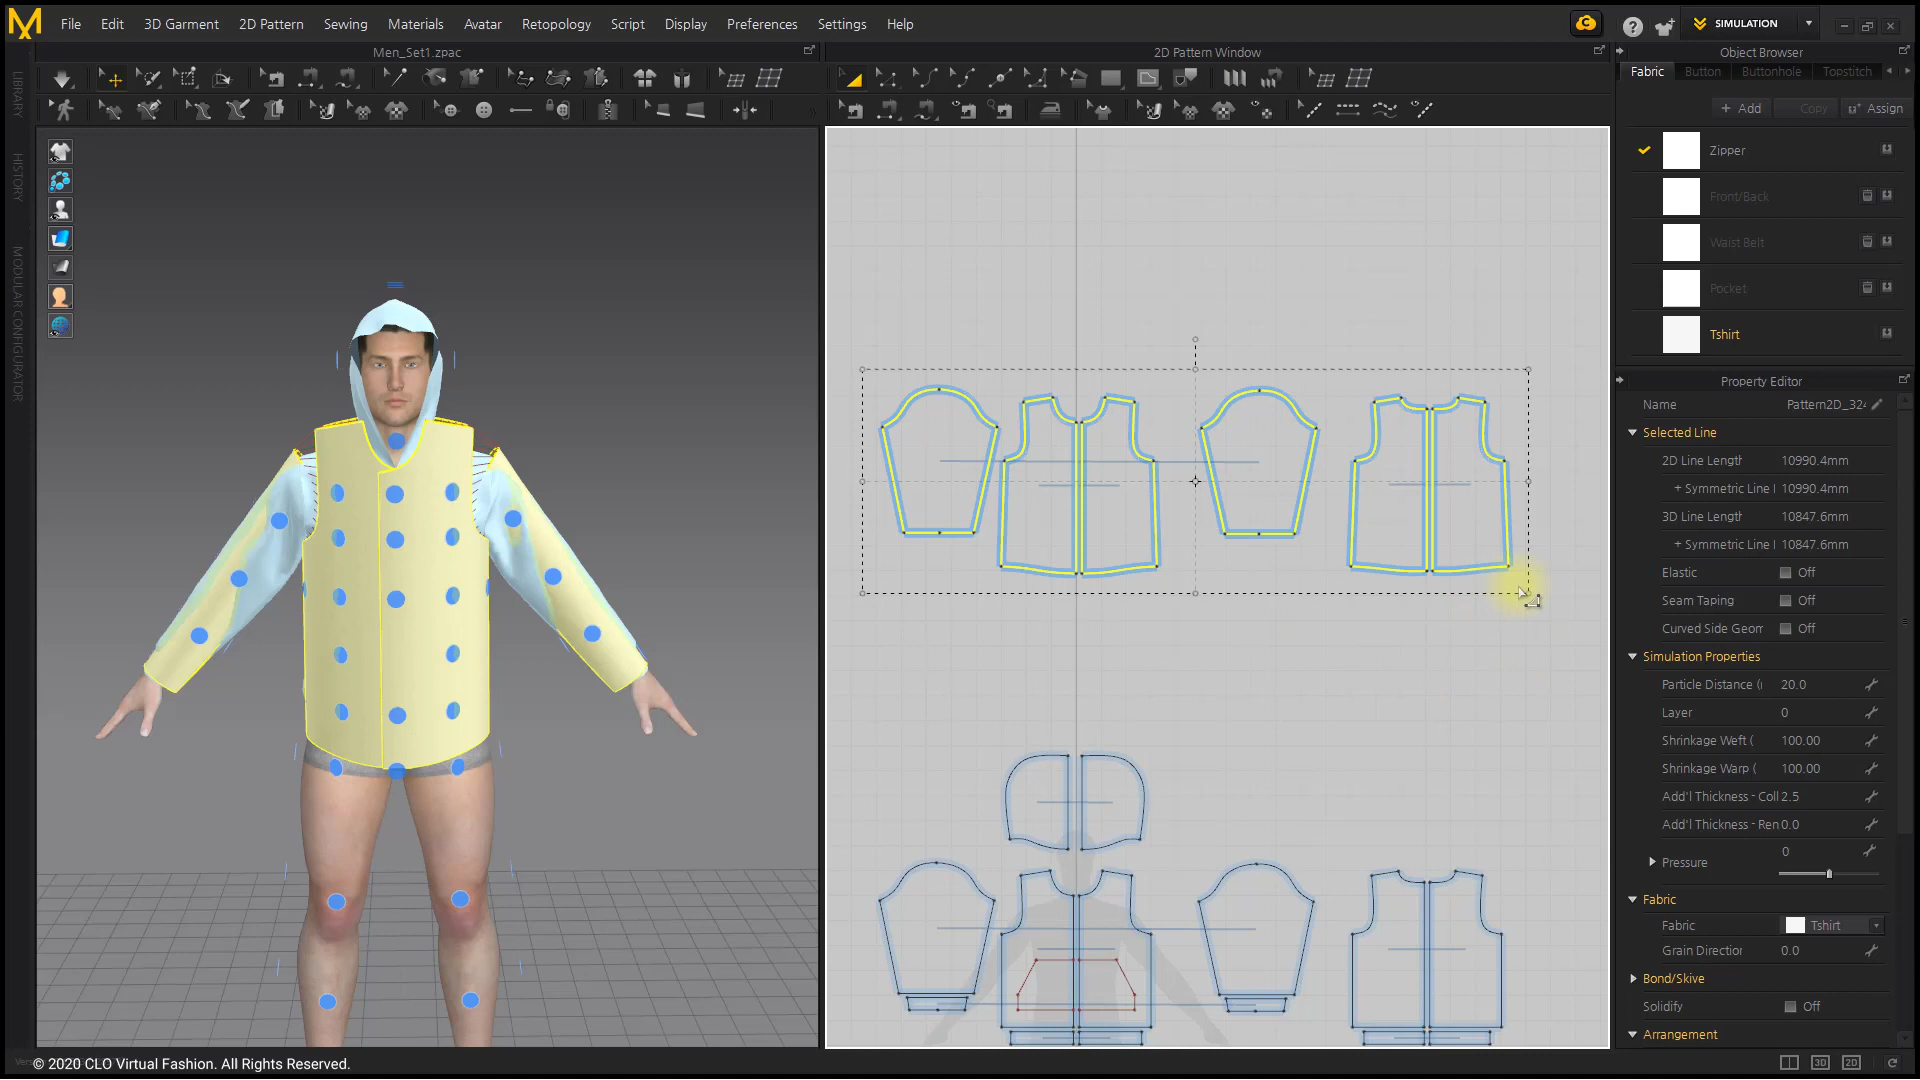 File Edit 3D Garment 2D Pattern Sewing Materials Avatar Retopology Script Display Preferences Settings Help
SIMULATION
Men_Set1.zpac
2D Pattern Window
Object Browser
Fabric Button Buttonhole Topstitch
+ Add Copy Assign
LIBRARY
HISTORY
MODULAR CONFIGURATOR
Zipper
Front/Back
Waist Belt
Pocket
Tshirt
Property Editor
Name Pattern2D_324
Selected Line
2D Line Length 10990.4mm
+ Symmetric Line l 10990.4mm
3D Line Length 10847.6mm
+ Symmetric Line l 10847.6mm
Elastic Off
Seam Taping Off
Curved Side Geom Off
Simulation Properties
Particle Distance ( 20.0
Layer 0
Shrinkage Weft ( 100.00
Shrinkage Warp ( 100.00
Add'l Thickness - Coll 2.5
Add'l Thickness - Ren 0.0
Pressure 0
Fabric
Fabric Tshirt
Grain Direction 0.0
Bond/Skive
Solidify Off
Arrangement
3D 2D
© 2020 CLO Virtual Fashion. All Rights Reserved.